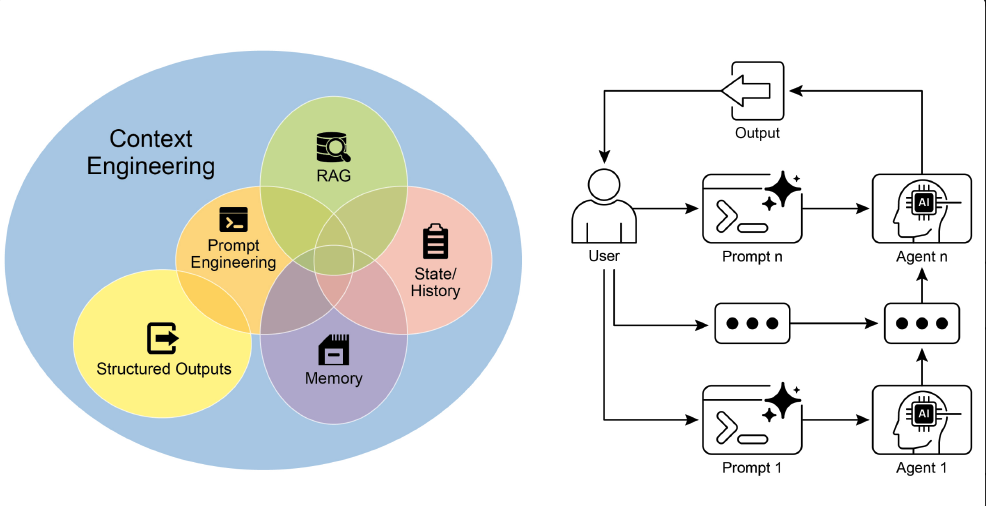 Context
Engineering
RAG
Prompt
Engineering
State/
History
Structured Outputs
Memory
Output
User
Prompt n
Agent n
AI
Prompt 1
Agent 1
AI